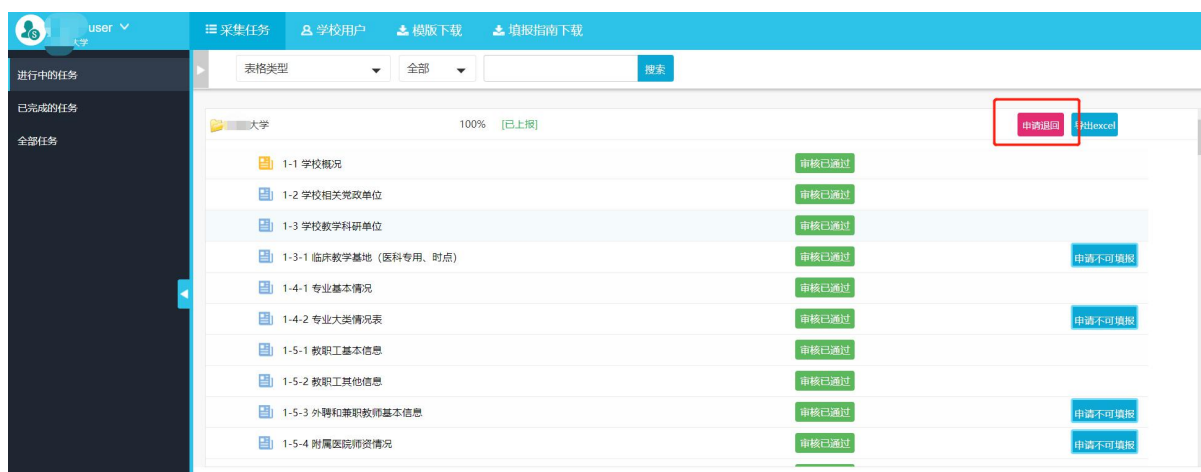 user
大学
采集任务 学校用户 模版下载 填报指南下载
进行中的任务
已完成的任务
全部任务
表格类型 全部 搜索
大学 100% [已上报] 申请退回 导出excel
1-1 学校概况 审核已通过
1-2 学校相关党政单位 审核已通过
1-3 学校教学科研单位 审核已通过
1-3-1 临床教学基地（医科专用、时点） 审核已通过 申请不可填报
1-4-1 专业基本情况 审核已通过
1-4-2 专业大类情况表 审核已通过 申请不可填报
1-5-1 教职工基本信息 审核已通过
1-5-2 教职工其他信息 审核已通过
1-5-3 外聘和兼职教师基本信息 审核已通过 申请不可填报
1-5-4 附属医院师资情况 审核已通过 申请不可填报